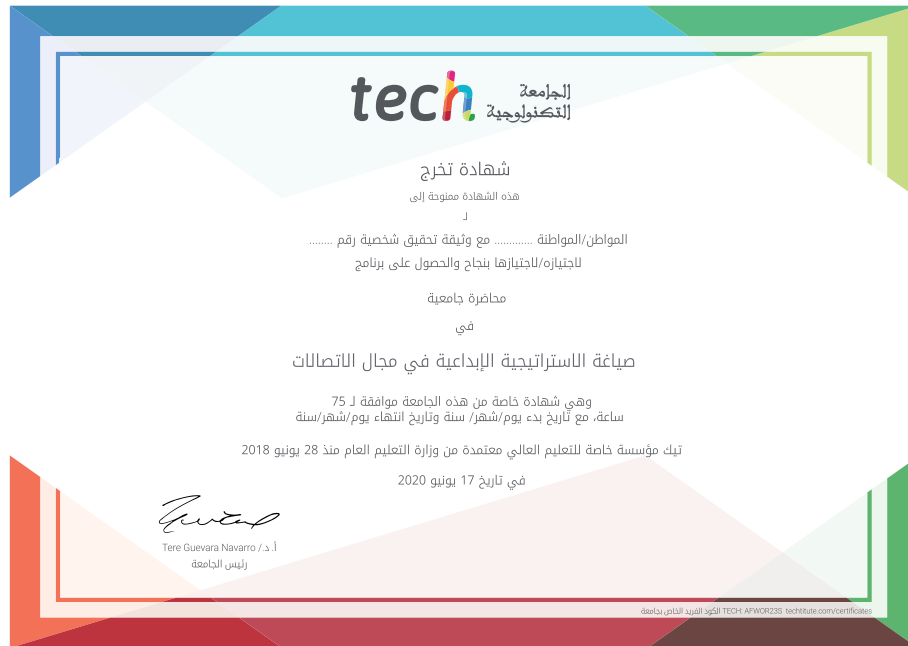 tech الجامعة
التكنولوجية
شهادة تخرج
هذه الشهادة ممنوحة إلى
لـ
المواطن/المواطنة ............. مع وثيقة تحقيق شخصية رقم ........
لاجتيازه/لاجتيازها بنجاح والحصول على برنامج
محاضرة جامعية
في
صياغة الاستراتيجية الإبداعية في مجال الاتصالات
وهي شهادة خاصة من هذه الجامعة موافقة لـ 75
ساعة، مع تاريخ بدء يوم/شهر/ سنة وتاريخ انتهاء يوم/شهر/سنة
تيك مؤسسة خاصة للتعليم العالي معتمدة من وزارة التعليم العام منذ 28 يونيو 2018
في تاريخ 17 يونيو 2020
أ. د./ Tere Guevara Navarro
رئيس الجامعة
الكود الفريد الخاص بجامعة TECH: AFWOR23S techtitute.com/certificates